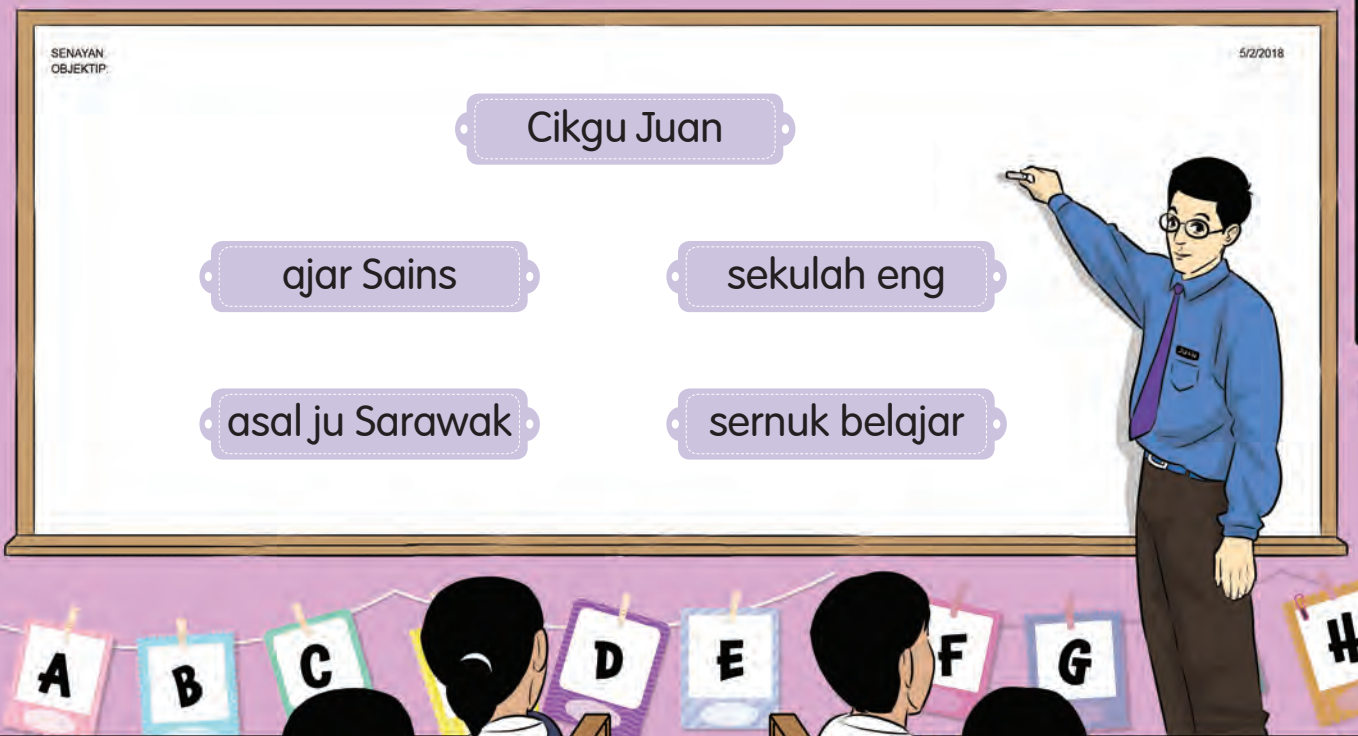 SENAYAN
OBJEKTIP:
5/2/2018
Cikgu Juan
ajar Sains
sekulah eng
asal ju Sarawak
sernuk belajar
A
B
C
D
E
F
G
H